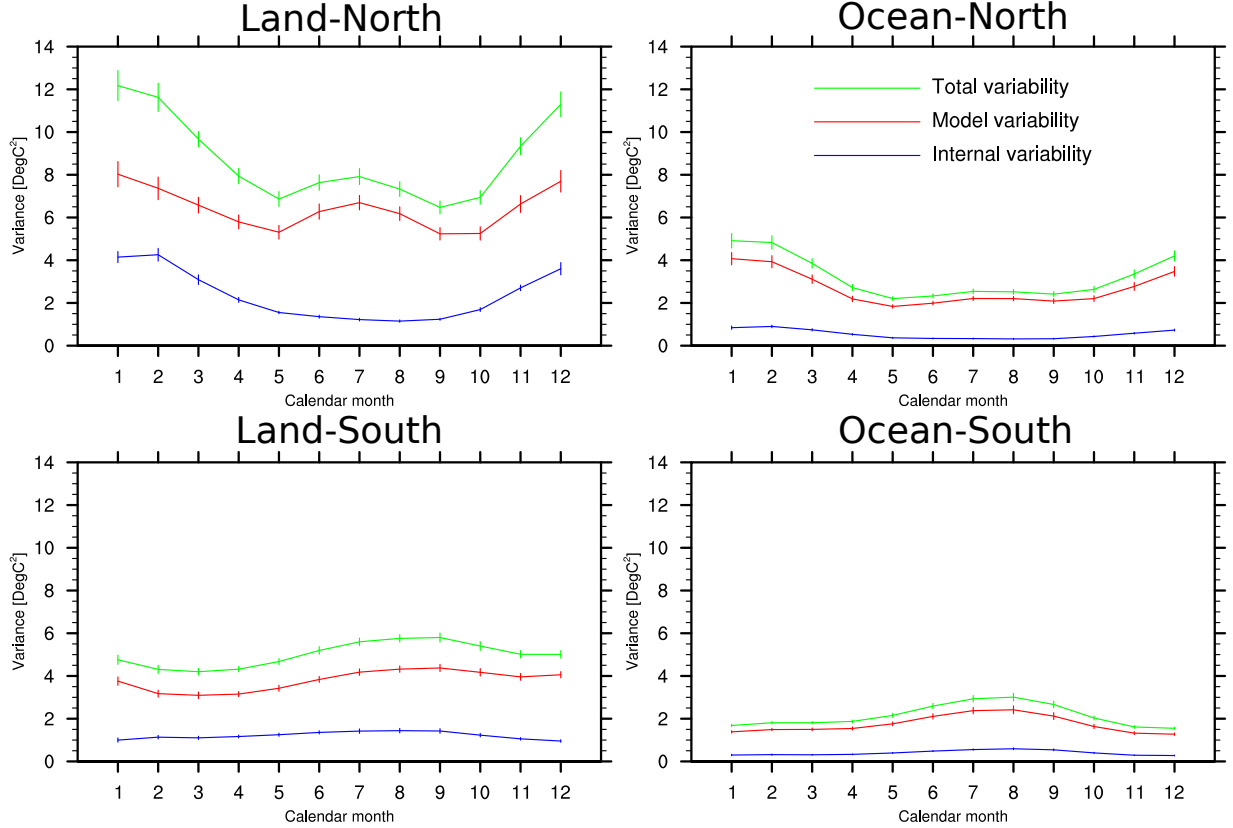 Land-North
Ocean-North
14
12
10
8
6
4
2
0
Variance [DegC²]
1 2 3 4 5 6 7 8 9 10 11 12
Calendar month
14
12
10
8
6
4
2
0
Variance [DegC²]
Total variability
Model variability
Internal variability
1 2 3 4 5 6 7 8 9 10 11 12
Calendar month
Land-South
Ocean-South
14
12
10
8
6
4
2
0
Variance [DegC²]
1 2 3 4 5 6 7 8 9 10 11 12
Calendar month
14
12
10
8
6
4
2
0
Variance [DegC²]
1 2 3 4 5 6 7 8 9 10 11 12
Calendar month